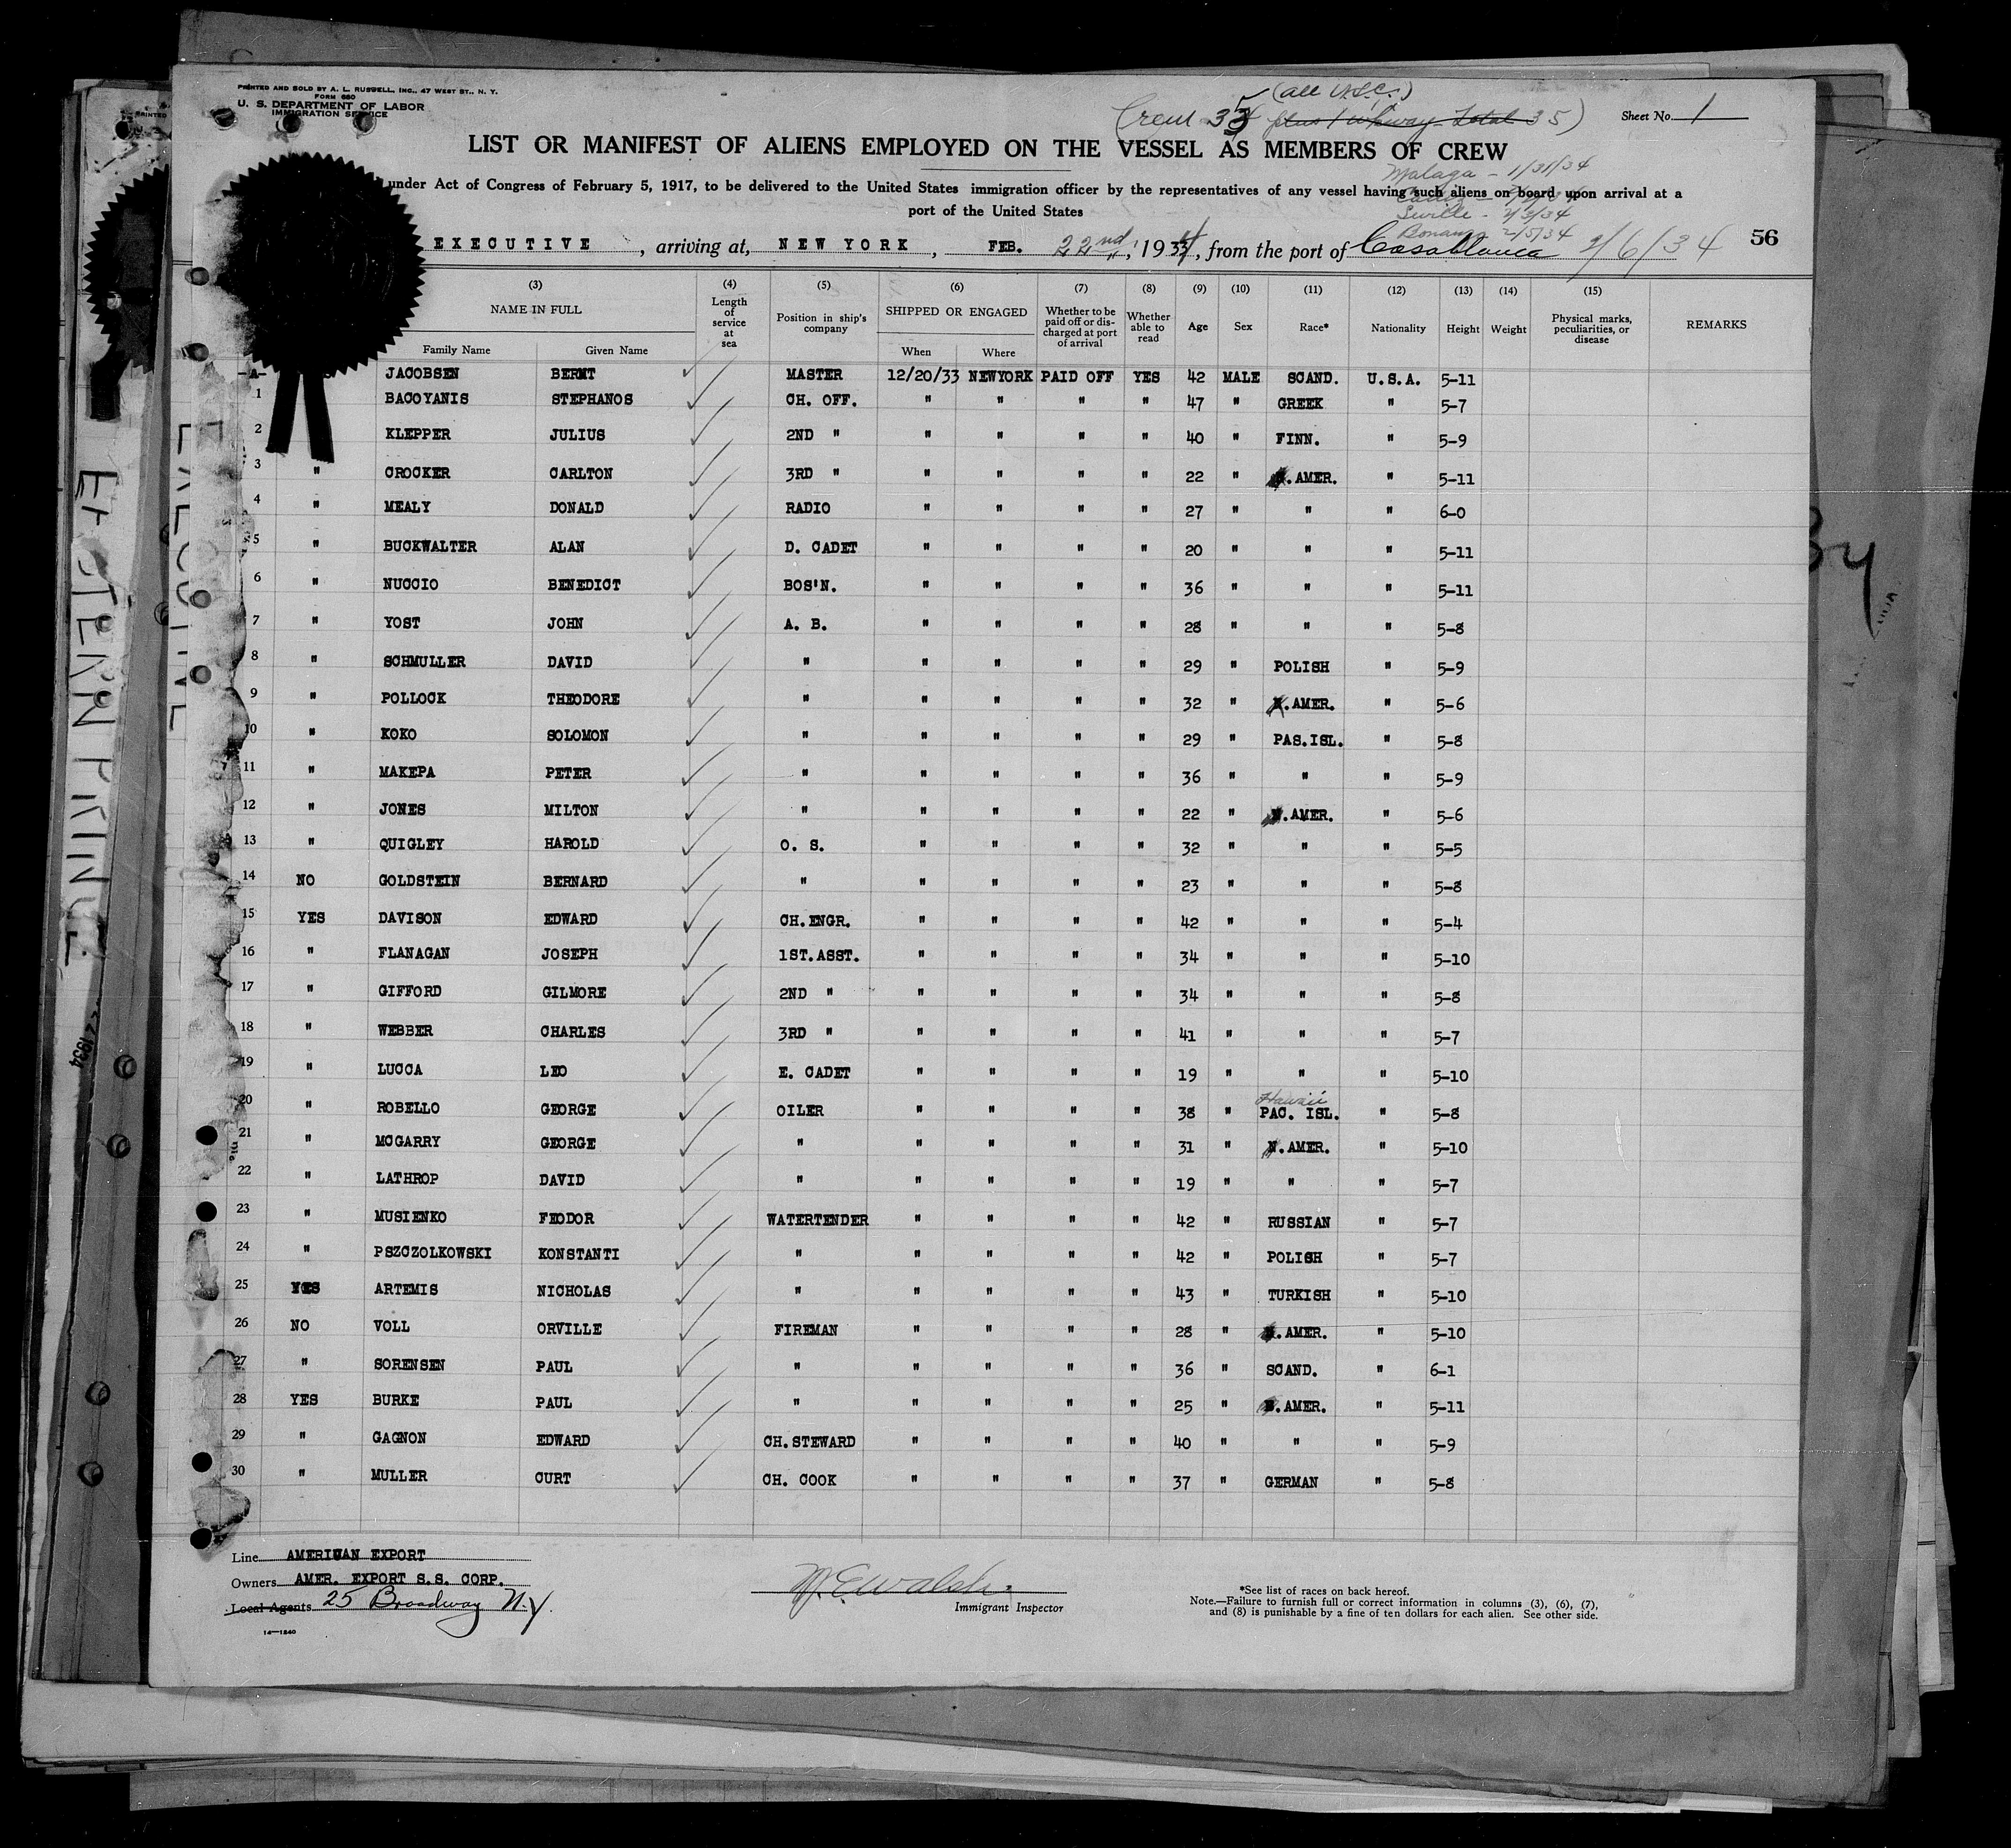 PRINTED AND SOLD BY A. L. RUSSELL, INC., 47 WEST ST., N. Y.
FORM 680
U. S. DEPARTMENT OF LABOR
IMMIGRATION SERVICE
(all U.S.C.)
(Crew 35 plus 1 w/away Total 35)
Sheet No. 1
LIST OR MANIFEST OF ALIENS EMPLOYED ON THE VESSEL AS MEMBERS OF CREW
Malaga - 1/31/34
under Act of Congress of February 5, 1917, to be delivered to the United States immigration officer by the representatives of any vessel having such aliens on board upon arrival at a
port of the United States
Seville - 2/3/34
Bonanza 2/5/34
EXECUTIVE, arriving at, NEW YORK, FEB. 22nd, 1934, from the port of Casablanca 2/6/34 56
(3) (4) (5) (6) (7) (8) (9) (10) (11) (12) (13) (14) (15)
NAME IN FULL Length of service at sea Position in ship's company SHIPPED OR ENGAGED Whether to be paid off or discharged at port of arrival Whether able to read Age Sex Race* Nationality Height Weight Physical marks, peculiarities, or disease REMARKS
Family Name Given Name When Where
-A- JACOBSEN BERNT MASTER 12/20/33 NEWYORK PAID OFF YES 42 MALE SCAND. U.S.A. 5-11
1 BACOYANIS STEPHANOS CH. OFF. " " " " 47 " GREEK " 5-7
2 KLEPPER JULIUS 2ND " " " " " 40 " FINN. " 5-9
3 " CROCKER CARLTON 3RD " " " " " 22 " .AMER. " 5-11
4 " MEALY DONALD RADIO " " " " 27 " " " 6-0
5 " BUCKWALTER ALAN D. CADET " " " " 20 " " " 5-11
6 " NUCCIO BENEDICT BOS'N. " " " " 36 " " " 5-11
7 " YOST JOHN A. B. " " " " 28 " " " 5-8
8 " SCHMULLER DAVID " " " " " 29 " POLISH " 5-9
9 " POLLOCK THEODORE " " " " " 32 " N.AMER. " 5-6
10 " KOKO SOLOMON " " " " " 29 " PAS.ISL. " 5-8
11 " MAKEPA PETER " " " " " 36 " " " 5-9
12 " JONES MILTON " " " " " 22 " N.AMER. " 5-6
13 " QUIGLEY HAROLD O. S. " " " " 32 " " " 5-5
14 NO GOLDSTEIN BERNARD " " " " " 23 " " " 5-8
15 YES DAVISON EDWARD CH.ENGR. " " " " 42 " " " 5-4
16 " FLANAGAN JOSEPH 1ST.ASST. " " " " 34 " " " 5-10
17 " GIFFORD GILMORE 2ND " " " " " 34 " " " 5-8
18 " WEBBER CHARLES 3RD " " " " " 41 " " " 5-7
19 " LUCCA LEO E. CADET " " " " 19 " " " 5-10
Hawaii
20 " ROBELLO GEORGE OILER " " " " 38 " PAC. ISL. " 5-8
21 " MCGARRY GEORGE " " " " " 31 " N.AMER. " 5-10
22 " LATHROP DAVID " " " " " 19 " " " 5-7
23 " MUSIENKO FEODOR WATERTENDER " " " " 42 " RUSSIAN " 5-7
24 " PSZCZOLKOWSKI KONSTANTI " " " " " 42 " POLISH " 5-7
25 YES ARTEMIS NICHOLAS " " " " " 43 " TURKISH " 5-10
26 NO VOLL ORVILLE FIREMAN " " " " 28 " .AMER. " 5-10
27 " SORENSEN PAUL " " " " " 36 " SCAND. " 6-1
28 YES BURKE PAUL " " " " " 25 " .AMER. " 5-11
29 " GAGNON EDWARD CH.STEWARD " " " " 40 " " " 5-9
30 " MULLER CURT CH. COOK " " " " 37 " GERMAN " 5-8
Line AMERICAN EXPORT
Owners AMER. EXPORT S.S. CORP.
Local Agents 25 Broadway N.Y.
14-1240
W.E. Walsh.
Immigrant Inspector
*See list of races on back hereof.
Note.—Failure to furnish full or correct information in columns (3), (6), (7),
and (8) is punishable by a fine of ten dollars for each alien. See other side.
EASTERN PRINCE
1934
34